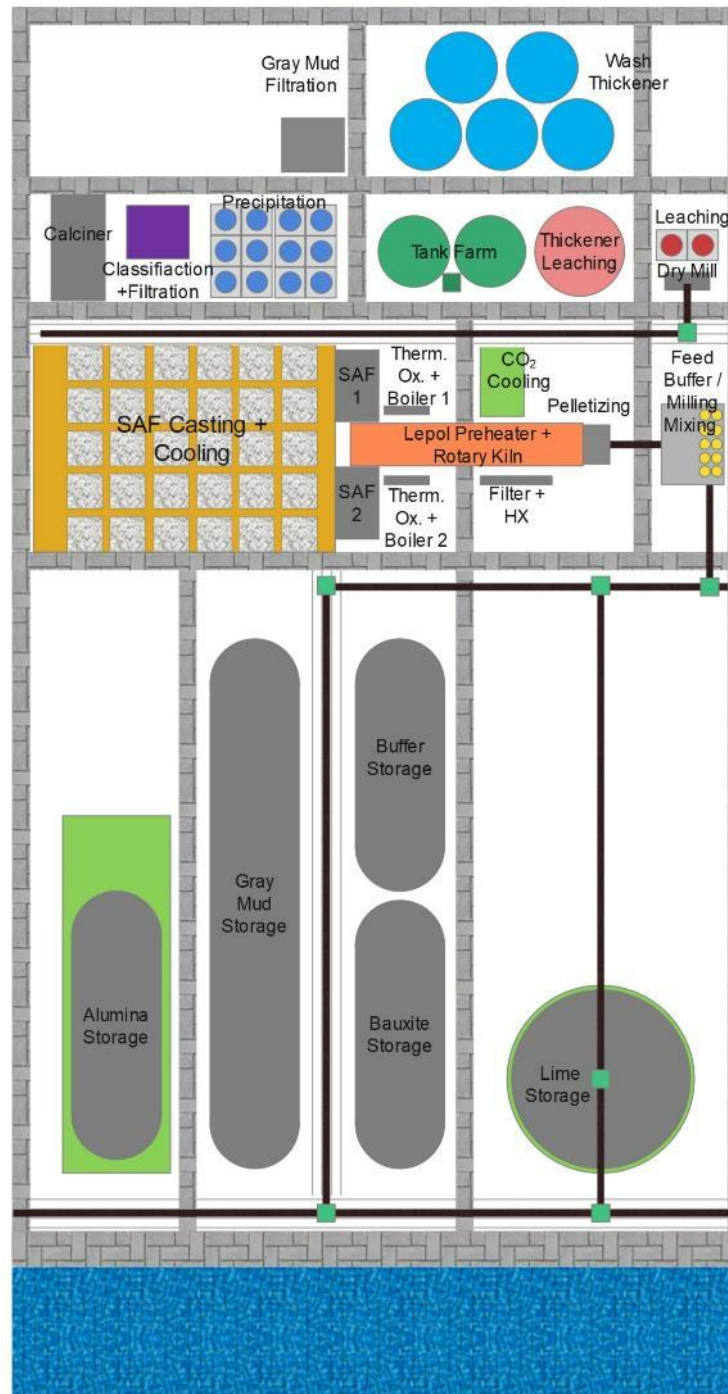 Gray Mud
Filtration
Wash
Thickener
Calciner
Classifiaction
+Filtration
Precipitation
Tank Farm
Thickener
Leaching
Leaching
Dry Mill
SAF Casting +
Cooling
SAF
1
SAF
2
Therm.
Ox. +
Boiler 1
CO₂
Cooling
Pelletizing
Lepol Preheater +
Rotary Kiln
Therm.
Ox. +
Boiler 2
Filter +
HX
Feed
Buffer /
Milling
Mixing
Alumina
Storage
Gray
Mud
Storage
Buffer
Storage
Bauxite
Storage
Lime
Storage